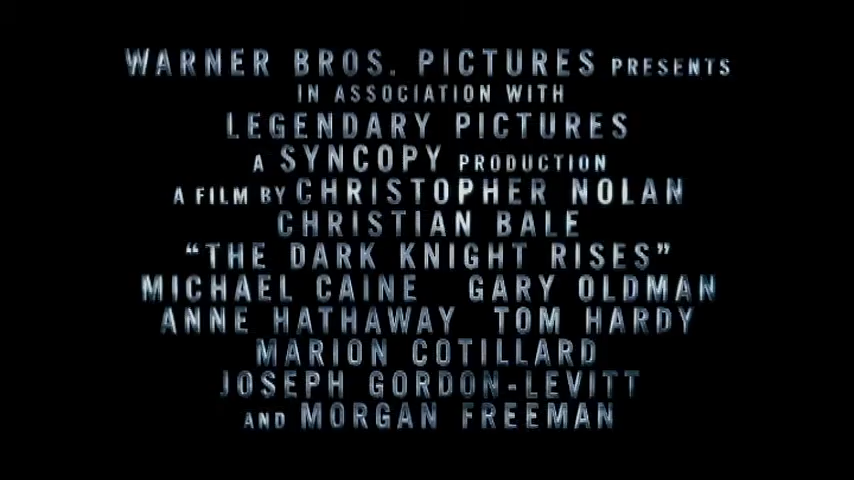 WARNER BROS. PICTURES PRESENTS
IN ASSOCIATION WITH
LEGENDARY PICTURES
A SYNCOPY PRODUCTION
A FILM BY CHRISTOPHER NOLAN
CHRISTIAN BALE
“THE DARK KNIGHT RISES”
MICHAEL CAINE GARY OLDMAN
ANNE HATHAWAY TOM HARDY
MARION COTILLARD
JOSEPH GORDON-LEVITT
AND MORGAN FREEMAN